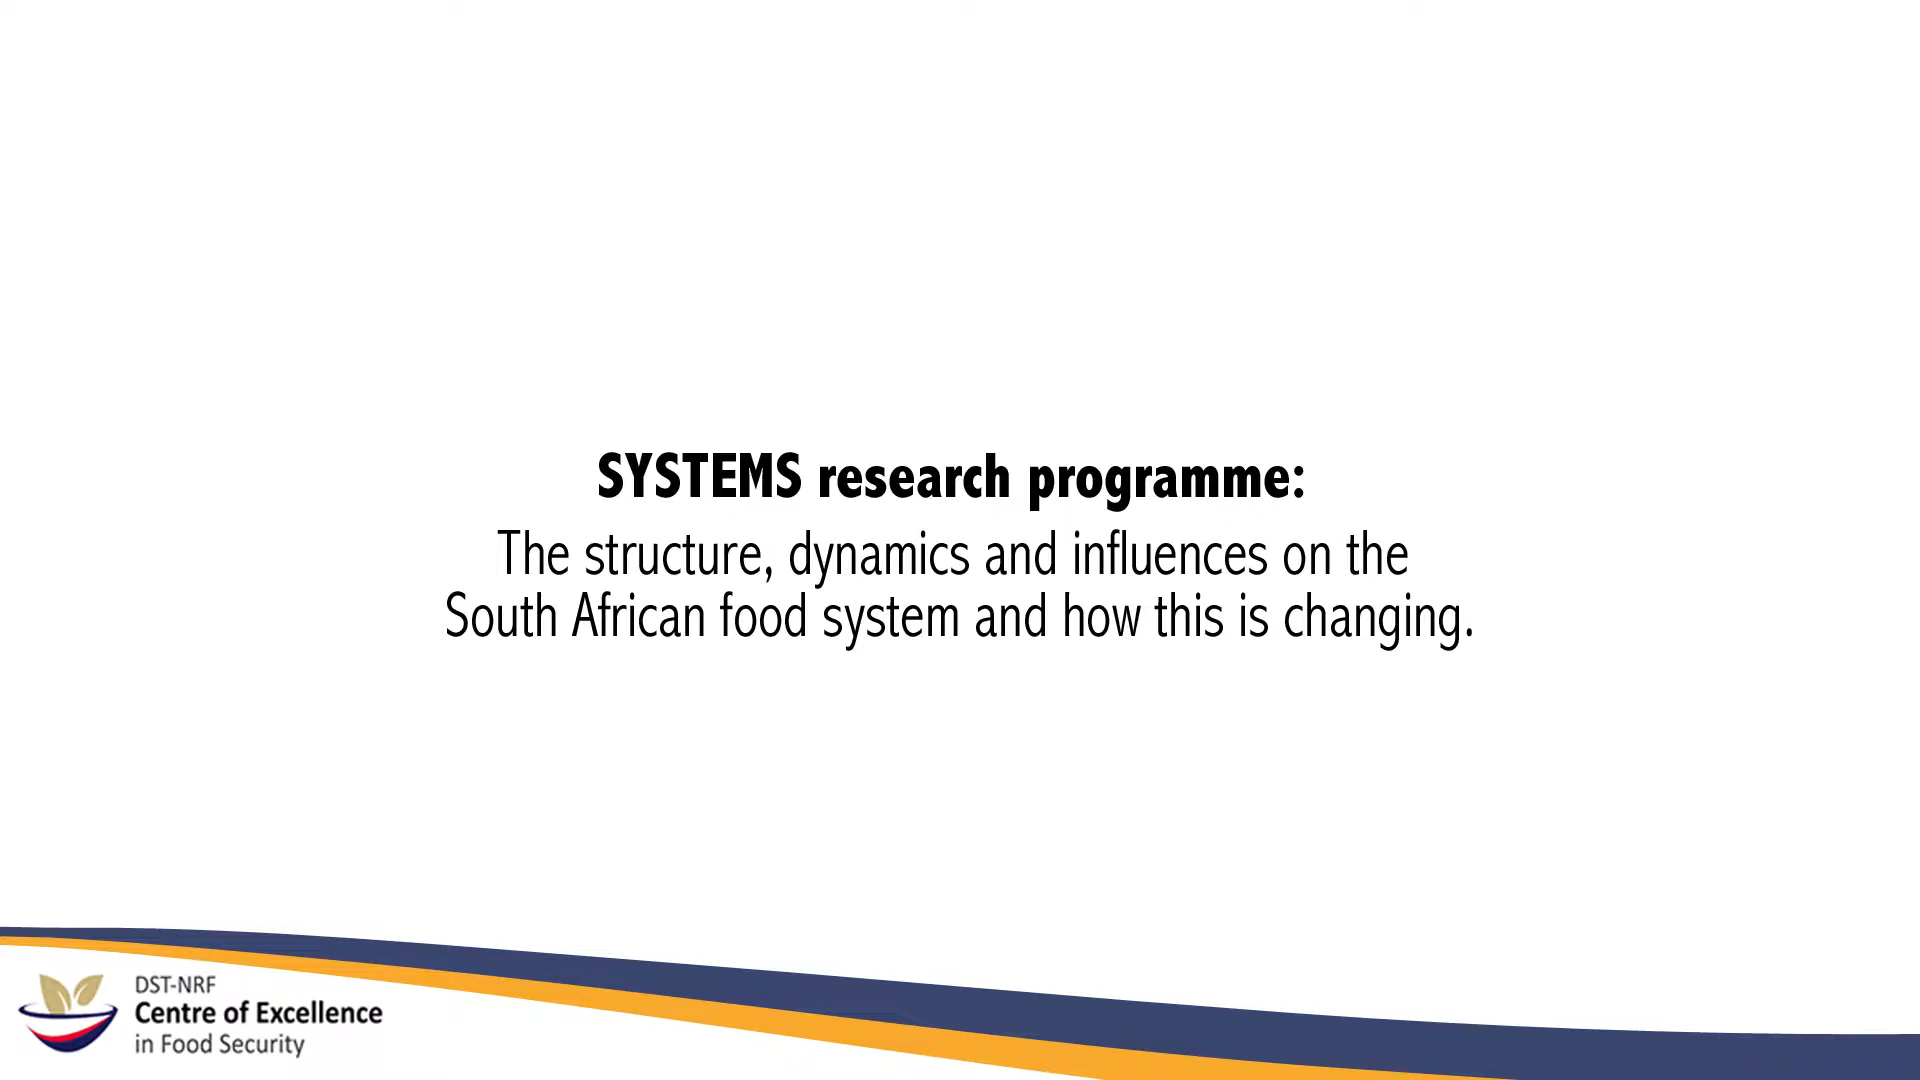 SYSTEMS research programme:
The structure, dynamics and influences on the
South African food system and how this is changing.
DST-NRF
Centre of Excellence
in Food Security